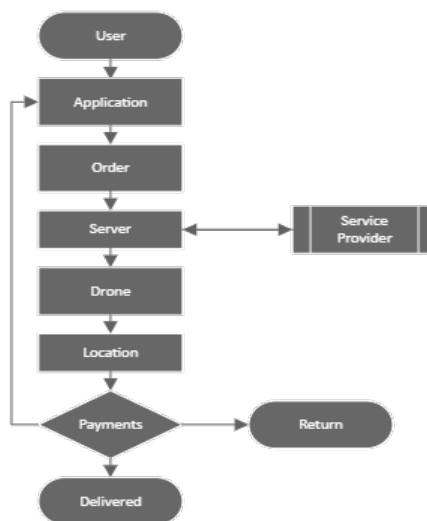 User
Application
Order
Server
Service
Provider
Drone
Location
Payments
Return
Delivered